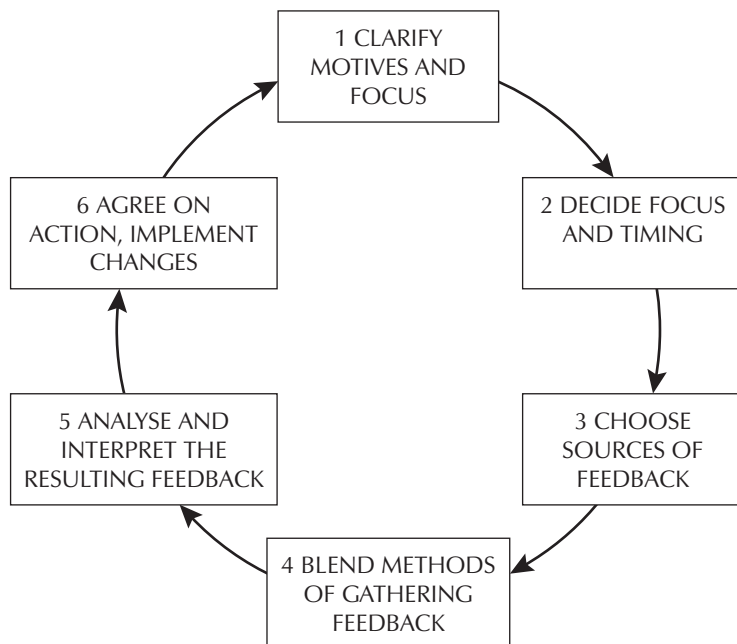 1 CLARIFY
MOTIVES AND
FOCUS
2 DECIDE FOCUS
AND TIMING
3 CHOOSE
SOURCES OF
FEEDBACK
4 BLEND METHODS
OF GATHERING
FEEDBACK
5 ANALYSE AND
INTERPRET THE
RESULTING FEEDBACK
6 AGREE ON
ACTION, IMPLEMENT
CHANGES